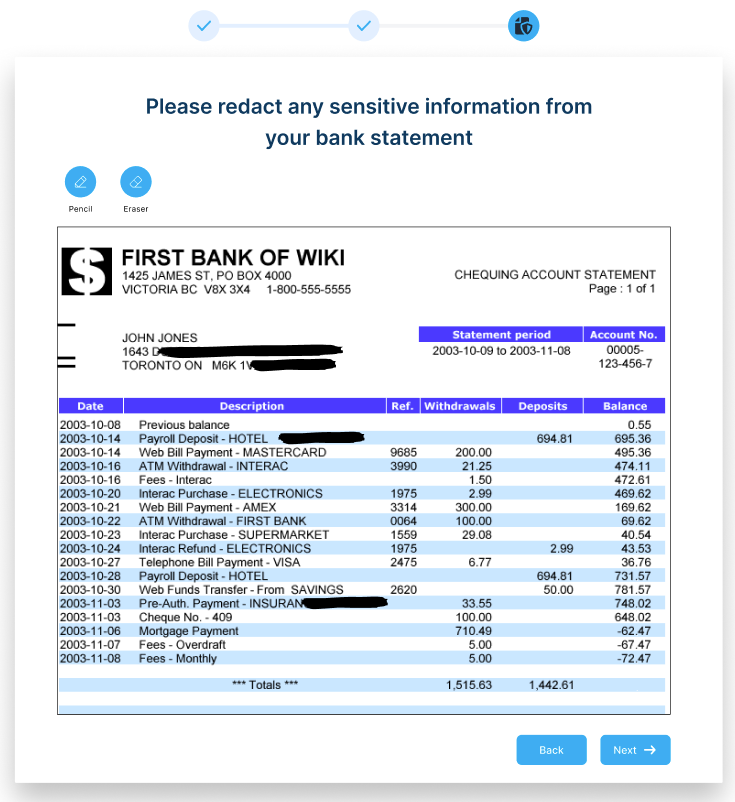 Please redact any sensitive information from
your bank statement
Pencil Eraser
FIRST BANK OF WIKI
1425 JAMES ST, PO BOX 4000
VICTORIA BC V8X 3X4 1-800-555-5555
CHEQUING ACCOUNT STATEMENT
Page : 1 of 1
JOHN JONES
1643 D
TORONTO ON M6K 1V
Statement period Account No.
2003-10-09 to 2003-11-08 00005-
123-456-7
Date Description Ref. Withdrawals Deposits Balance
2003-10-08 Previous balance 0.55
2003-10-14 Payroll Deposit - HOTEL 694.81 695.36
2003-10-14 Web Bill Payment - MASTERCARD 9685 200.00 495.36
2003-10-16 ATM Withdrawal - INTERAC 3990 21.25 474.11
2003-10-16 Fees - Interac 1.50 472.61
2003-10-20 Interac Purchase - ELECTRONICS 1975 2.99 469.62
2003-10-21 Web Bill Payment - AMEX 3314 300.00 169.62
2003-10-22 ATM Withdrawal - FIRST BANK 0064 100.00 69.62
2003-10-23 Interac Purchase - SUPERMARKET 1559 29.08 40.54
2003-10-24 Interac Refund - ELECTRONICS 1975 2.99 43.53
2003-10-27 Telephone Bill Payment - VISA 2475 6.77 36.76
2003-10-28 Payroll Deposit - HOTEL 694.81 731.57
2003-10-30 Web Funds Transfer - From SAVINGS 2620 50.00 781.57
2003-11-03 Pre-Auth. Payment - INSURAN 33.55 748.02
2003-11-03 Cheque No. - 409 100.00 648.02
2003-11-06 Mortgage Payment 710.49 -62.47
2003-11-07 Fees - Overdraft 5.00 -67.47
2003-11-08 Fees - Monthly 5.00 -72.47
*** Totals *** 1,515.63 1,442.61
Back Next →